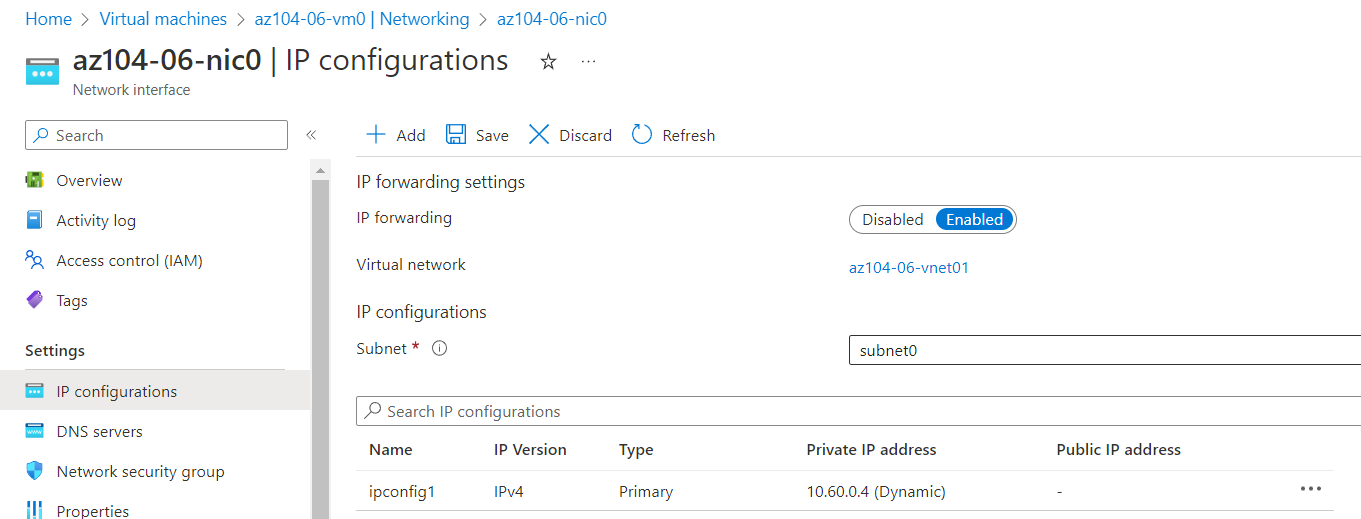 Home > Virtual machines > az104-06-vm0 | Networking > az104-06-nic0
az104-06-nic0 | IP configurations
Network interface
Search
Overview
Activity log
Access control (IAM)
Tags
Settings
IP configurations
DNS servers
Network security group
Properties
Add Save Discard Refresh
IP forwarding settings
IP forwarding Disabled Enabled
Virtual network az104-06-vnet01
IP configurations
Subnet * subnet0
Search IP configurations
Name IP Version Type Private IP address Public IP address
ipconfig1 IPv4 Primary 10.60.0.4 (Dynamic) -